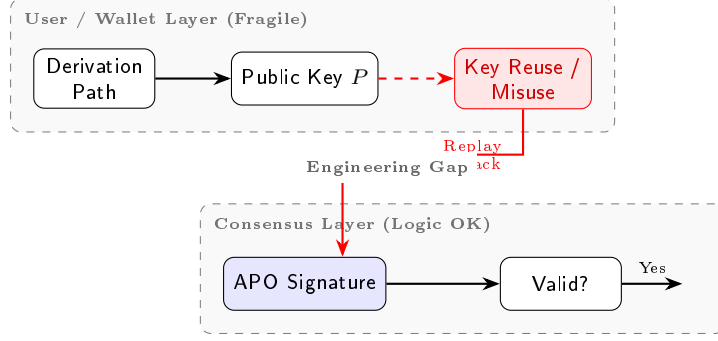 User / Wallet Layer (Fragile)
Derivation
Path
Public Key P
Key Reuse /
Misuse
Replay
ack
Engineering Gap
Consensus Layer (Logic OK)
APO Signature
Valid?
Yes